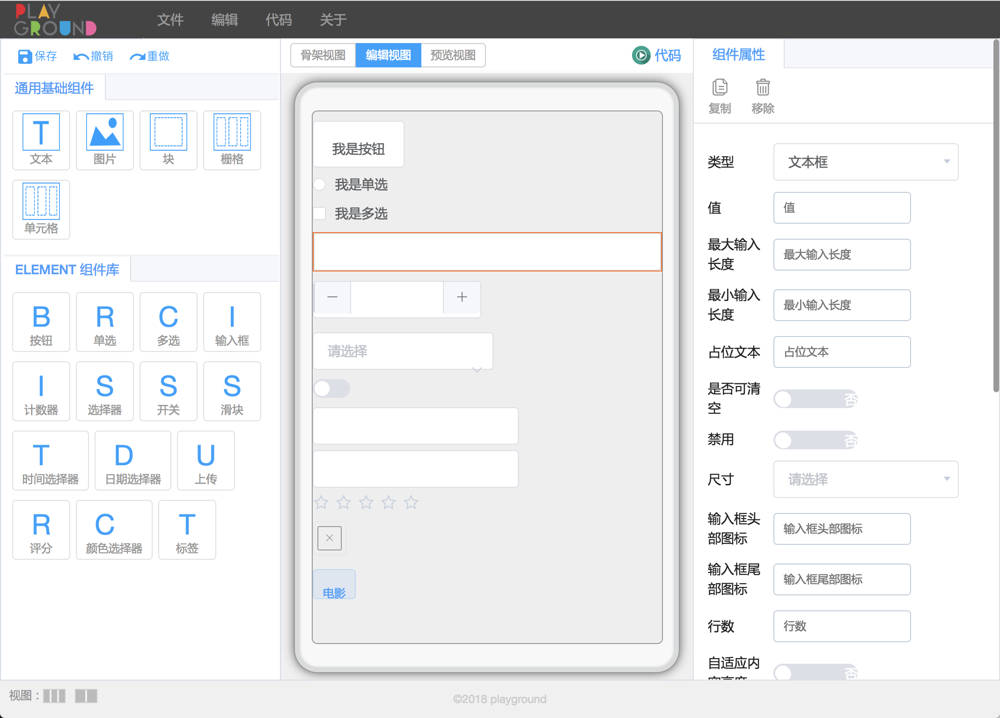 PLAY
GROUND
文件 编辑 代码 关于
保存 撤销 重做
通用基础组件
T
文本 图片 块 栅格
单元格
ELEMENT 组件库
B R C I
按钮 单选 多选 输入框
I S S S
计数器 选择器 开关 滑块
T D U
时间选择器 日期选择器 上传
R C T
评分 颜色选择器 标签
骨架视图 编辑视图 预览视图
代码
我是按钮
我是单选
我是多选
请选择
电影
组件属性
复制 移除
类型 文本框
值 值
最大输入
长度
最大输入长度
最小输入
长度
最小输入长度
占位文本 占位文本
是否可清
空
否
禁用 否
尺寸 请选择
输入框头
部图标
输入框头部图标
输入框尾
部图标
输入框尾部图标
行数 行数
自适应内
否
视图：
©2018 playground